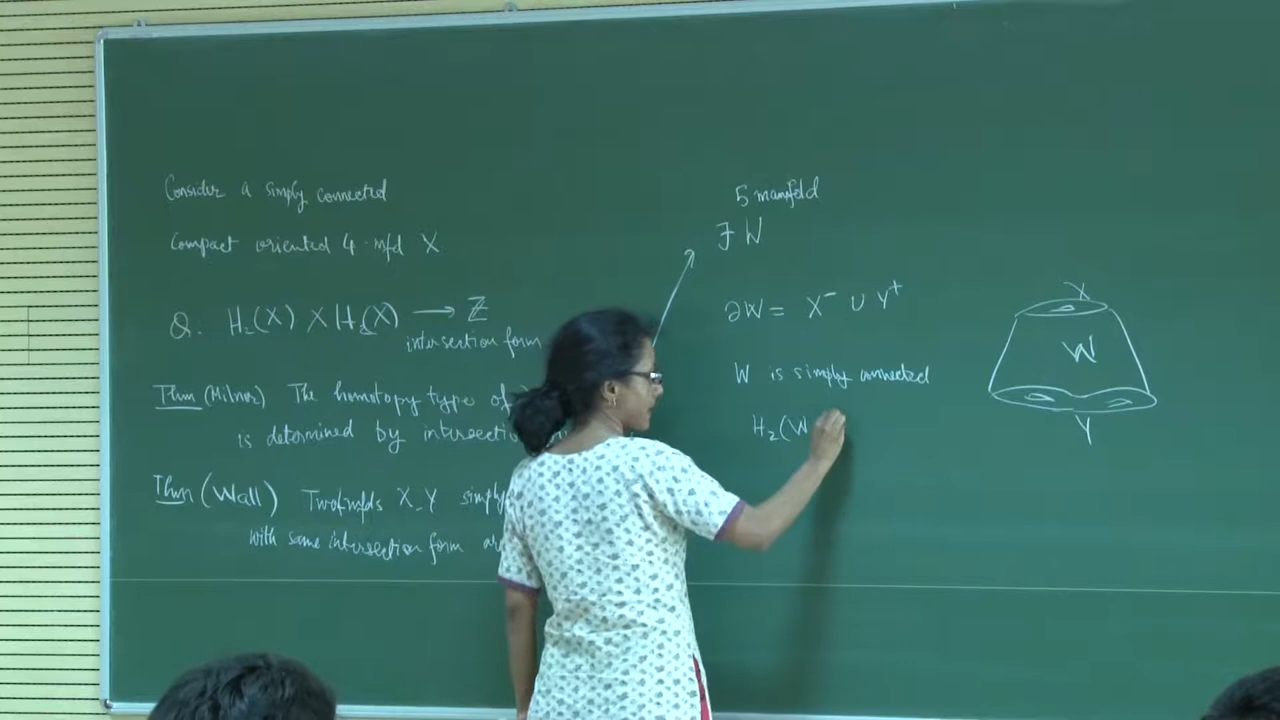 Consider a simply connected
Compact oriented 4-mfd X
Q. H₂(X) × H₂(X) ⟶ ℤ
intersection form
Thm (Milnor) The homotopy type of
is determined by intersection
Thm (Wall) Two X, Y simply
with same intersection form
5 manifold
∃ W
∂W = X⁻ ∪ Y⁺
W is simply connected
H₂(W
X
W
Y